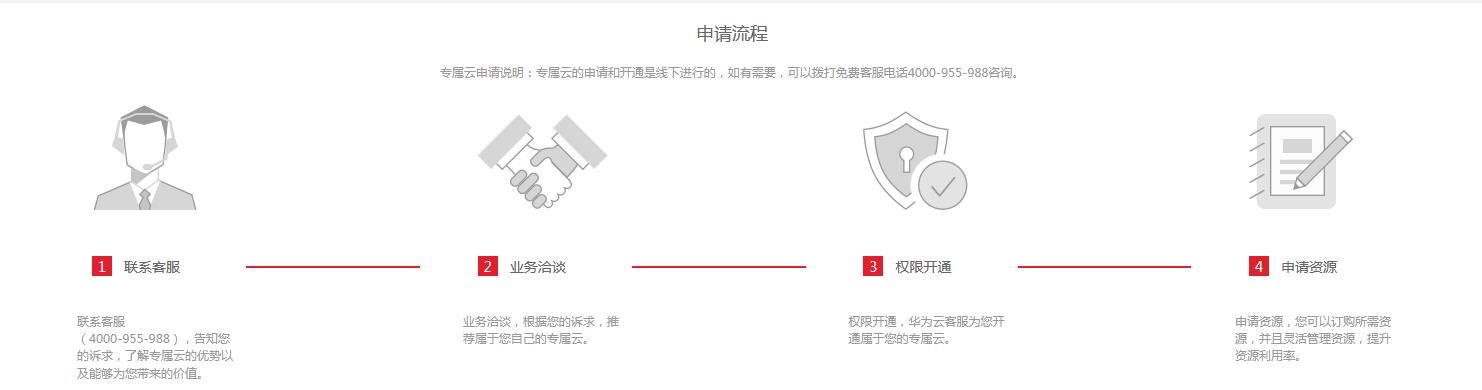 申请流程
专属云申请说明：专属云的申请和开通是线下进行的，如有需要，可以拨打免费客服电话4000-955-988咨询。
1 联系客服
2 业务洽谈
3 权限开通
4 申请资源
联系客服
（4000-955-988），告知您
的诉求，了解专属云的优势以
及能够为您带来的价值。
业务洽谈，根据您的诉求，推
荐属于您自己的专属云。
权限开通，华为云客服为您开
通属于您的专属云。
申请资源，您可以订购所需资
源，并且灵活管理资源，提升
资源利用率。